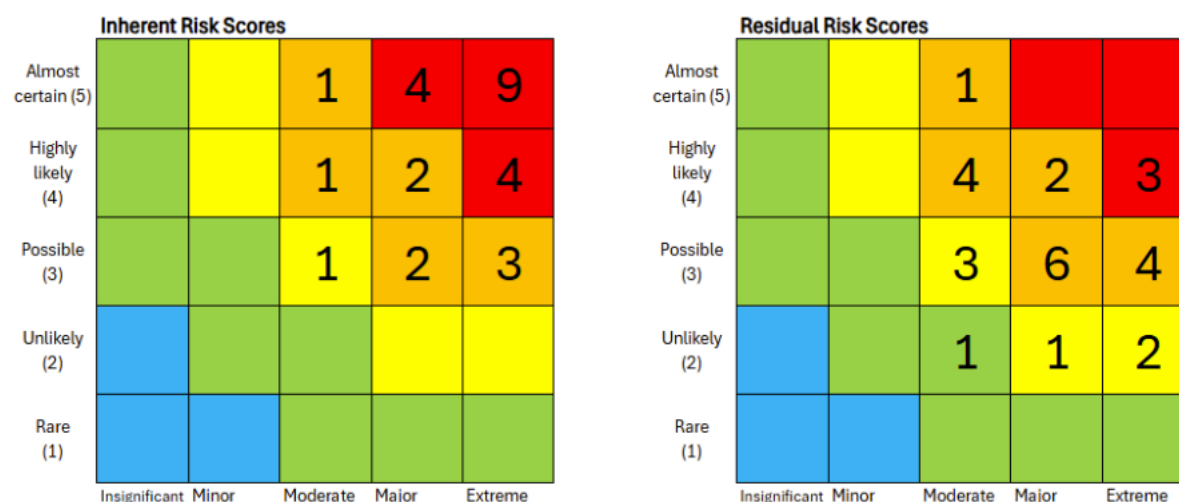 Inherent Risk Scores
Almost
certain (5)
1 4 9
Highly
likely
(4)
1 2 4
Possible
(3)
1 2 3
Unlikely
(2)
Rare
(1)
Insignificant Minor Moderate Major Extreme
Residual Risk Scores
Almost
certain (5)
1
Highly
likely
(4)
4 2 3
Possible
(3)
3 6 4
Unlikely
(2)
1 1 2
Rare
(1)
Insignificant Minor Moderate Major Extreme